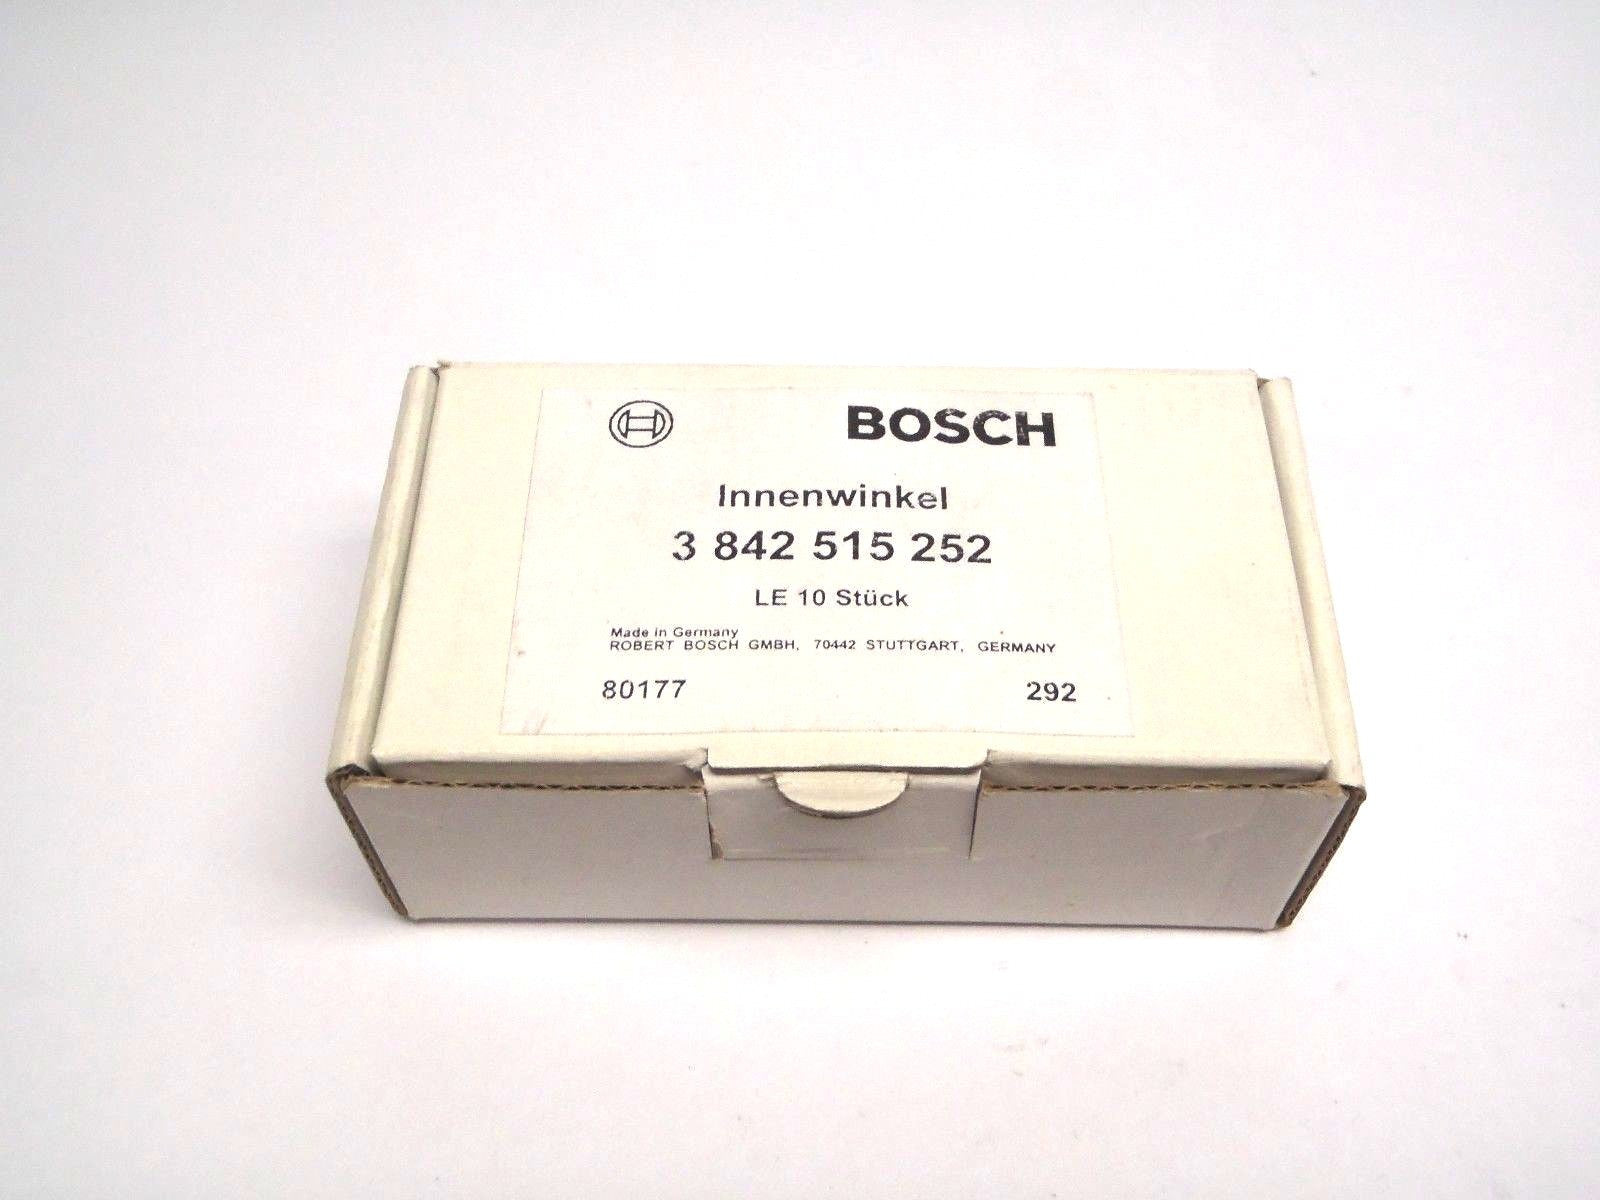 BOSCH
Innenwinkel
3 842 515 252
LE 10 Stück
Made in Germany
ROBERT BOSCH GMBH, 70442 STUTTGART, GERMANY
80177 292